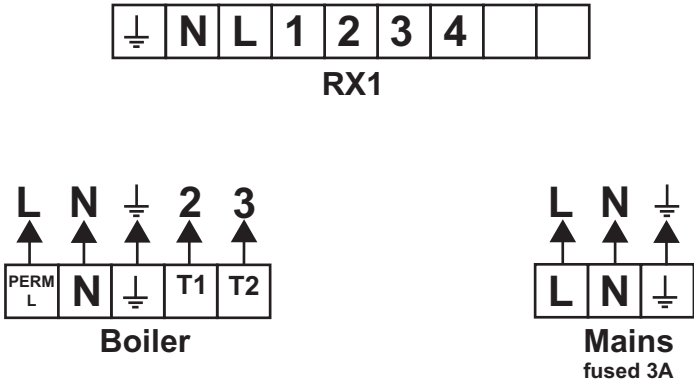 ⏚ N L 1 2 3 4
RX1
L N ⏚ 2 3
PERM L N ⏚ T1 T2
Boiler
L N ⏚
L N ⏚
Mains
fused 3A